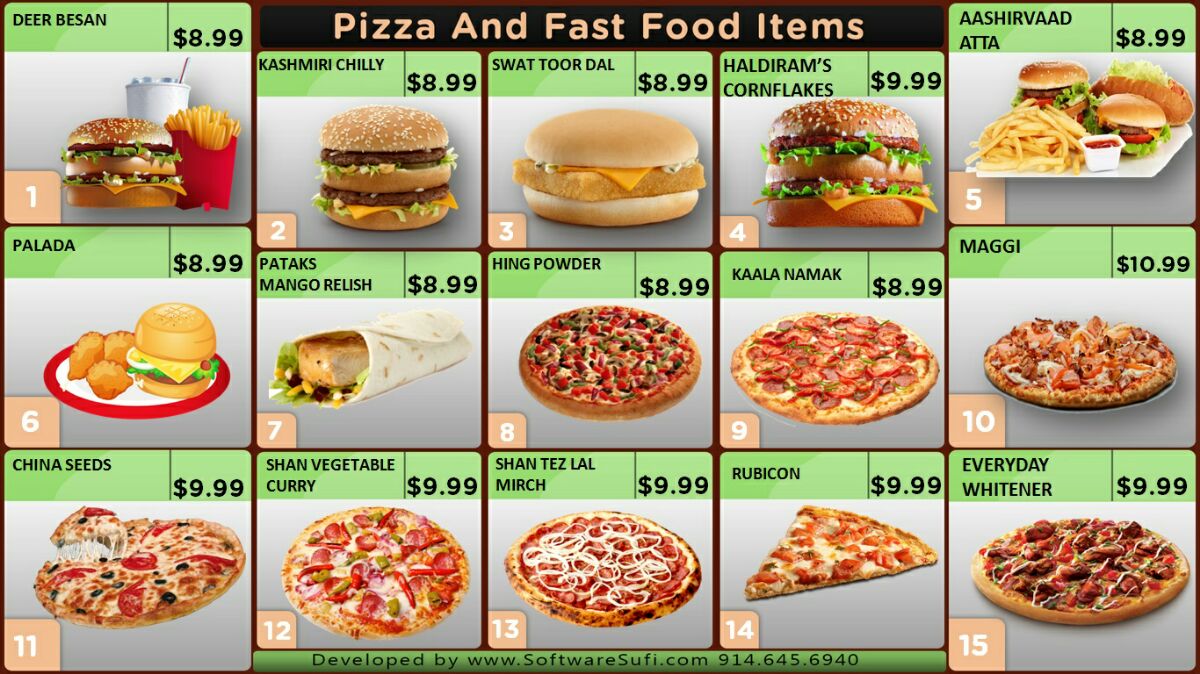 Pizza And Fast Food Items
DEER BESAN
$8.99
1
KASHMIRI CHILLY
$8.99
2
SWAT TOOR DAL
$8.99
3
HALDIRAM'S
CORNFLAKES
$9.99
4
AASHIRVAAD
ATTA
$8.99
5
PALADA
$8.99
6
PATAKS
MANGO RELISH
$8.99
7
HING POWDER
$8.99
8
KAALA NAMAK
$8.99
9
MAGGI
$10.99
10
CHINA SEEDS
$9.99
11
SHAN VEGETABLE
CURRY
$9.99
12
SHAN TEZ LAL
MIRCH
$9.99
13
RUBICON
$9.99
14
EVERYDAY
WHITENER
$9.99
15
Developed by www.SoftwareSufi.com 914.645.6940